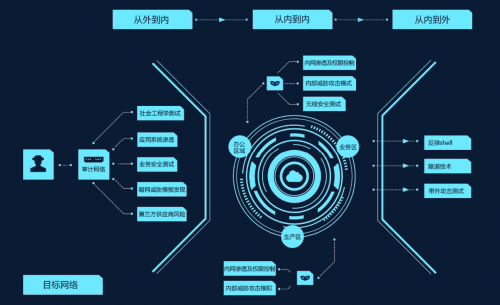 从外到内
从内到内
从内到外
内网渗透及权限控制
内部威胁攻击模式
无线安全测试
社会工程学测试
应用系统渗透
业务安全测试
暗网威胁情报发现
第三方供应商风险
审计网络
办公
区域
业务区
生产区
反弹shell
隧道技术
带外攻击测试
内网渗透及权限控制
内部威胁攻击模拟
目标网络